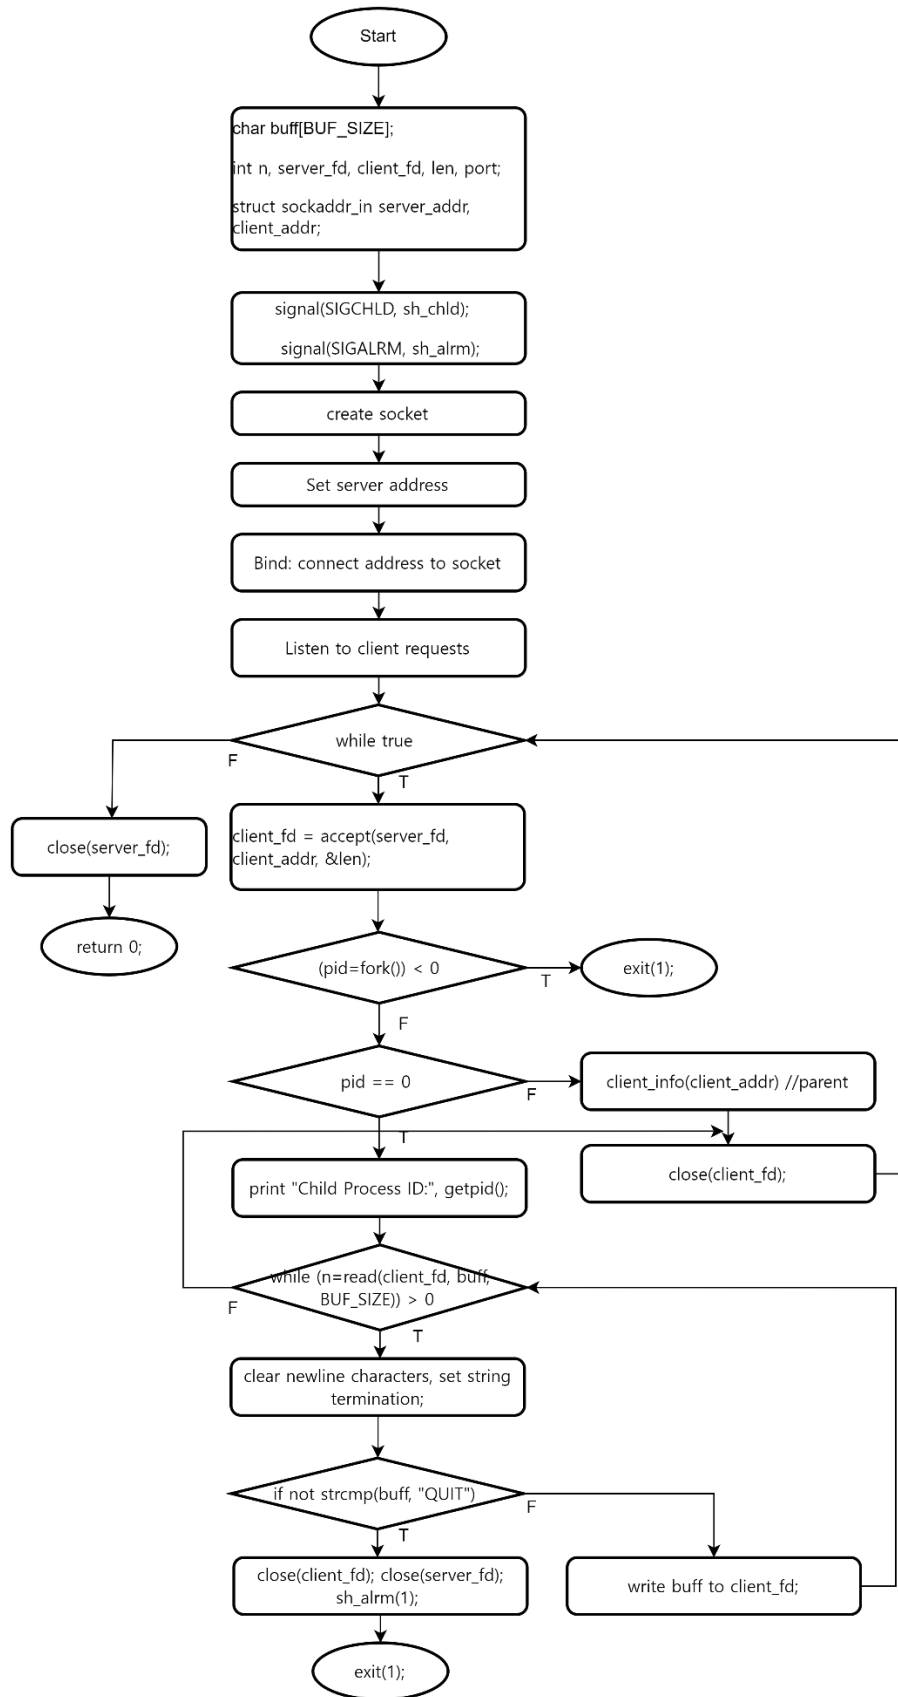 Start
char buff[BUF_SIZE];
int n, server_fd, client_fd, len, port;
struct sockaddr_in server_addr,
client_addr;
signal(SIGCHLD, sh_chld);
signal(SIGALRM, sh_alrm);
create socket
Set server address
Bind: connect address to socket
Listen to client requests
while true
F
T
close(server_fd);
return 0;
client_fd = accept(server_fd,
client_addr, &len);
(pid=fork()) < 0
T
exit(1);
F
pid == 0
F
client_info(client_addr) //parent
T
close(client_fd);
print "Child Process ID:", getpid();
while (n=read(client_fd, buff,
BUF_SIZE)) > 0
F
T
clear newline characters, set string
termination;
if not strcmp(buff, "QUIT")
F
T
close(client_fd); close(server_fd);
sh_alrm(1);
write buff to client_fd;
exit(1);